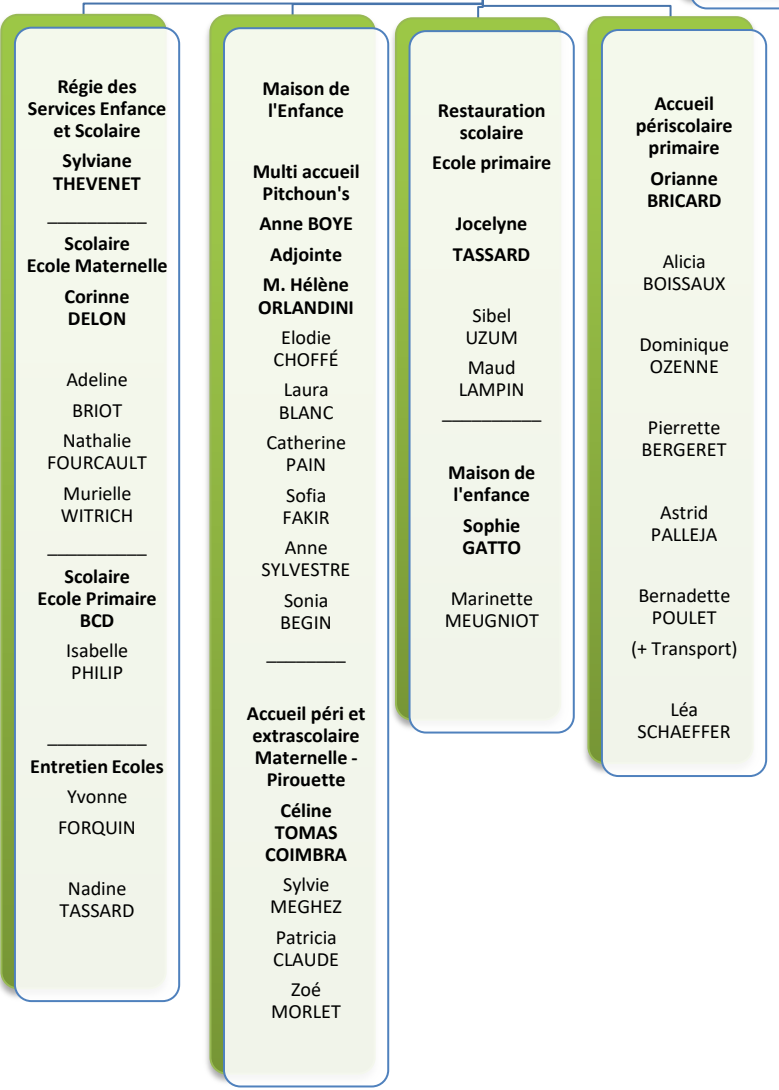 Régie des
Services Enfance
et Scolaire
Sylviane
THEVENET
Scolaire
Ecole Maternelle
Corinne
DELON
Adeline
BRIOT
Nathalie
FOURCAULT
Murielle
WITRICH
Scolaire
Ecole Primaire
BCD
Isabelle
PHILIP
Entretien Ecoles
Yvonne
FORQUIN
Nadine
TASSARD
Maison de
l'Enfance
Multi accueil
Pitchoun's
Anne BOYE
Adjointe
M. Hélène
ORLANDINI
Elodie
CHOFFÉ
Laura
BLANC
Catherine
PAIN
Sofia
FAKIR
Anne
SYLVESTRE
Sonia
BEGIN
Accueil péri et
extrascolaire
Maternelle -
Pirouette
Céline
TOMAS
COIMBRA
Sylvie
MEGHEZ
Patricia
CLAUDE
Zoé
MORLET
Restauration
scolaire
Ecole primaire
Jocelyne
TASSARD
Sibel
UZUM
Maud
LAMPIN
Maison de
l'enfance
Sophie
GATTO
Marinette
MEUGNIOT
Accueil
périscolaire
primaire
Orianne
BRICARD
Alicia
BOISSAUX
Dominique
OZENNE
Pierrette
BERGERET
Astrid
PALLEJA
Bernadette
POULET
(+ Transport)
Léa
SCHAEFFER